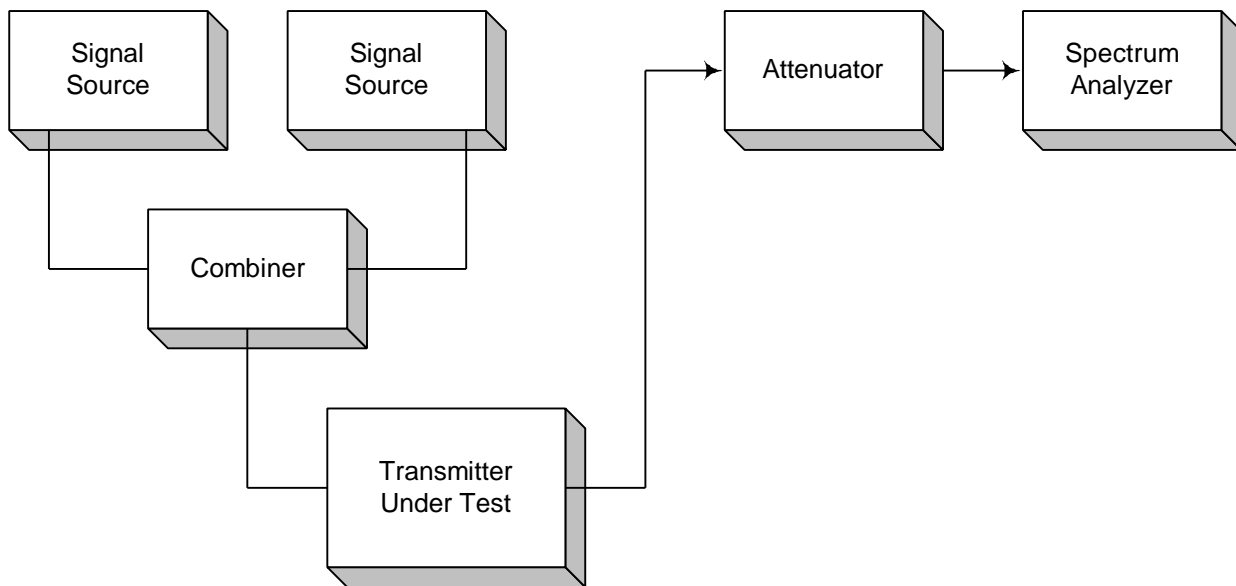 Signal
Source
Signal
Source
Attenuator
Spectrum
Analyzer
Combiner
Transmitter
Under Test